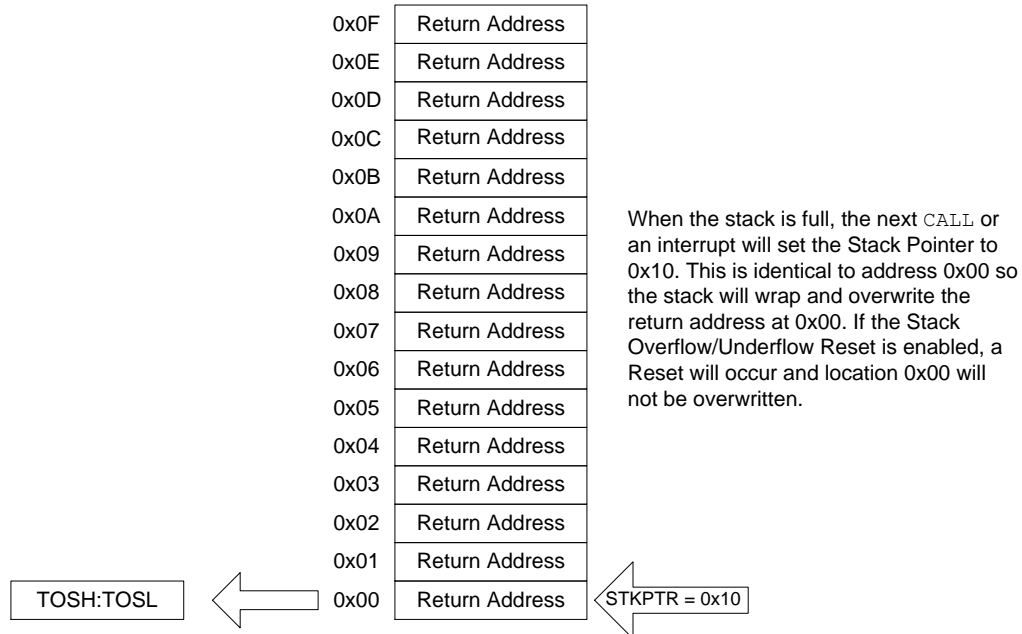 0x0F Return Address
0x0E Return Address
0x0D Return Address
0x0C Return Address
0x0B Return Address
0x0A Return Address
0x09 Return Address
0x08 Return Address
0x07 Return Address
0x06 Return Address
0x05 Return Address
0x04 Return Address
0x03 Return Address
0x02 Return Address
0x01 Return Address
TOSH:TOSL 0x00 Return Address STKPTR = 0x10
When the stack is full, the next CALL or
an interrupt will set the Stack Pointer to
0x10. This is identical to address 0x00 so
the stack will wrap and overwrite the
return address at 0x00. If the Stack
Overflow/Underflow Reset is enabled, a
Reset will occur and location 0x00 will
not be overwritten.